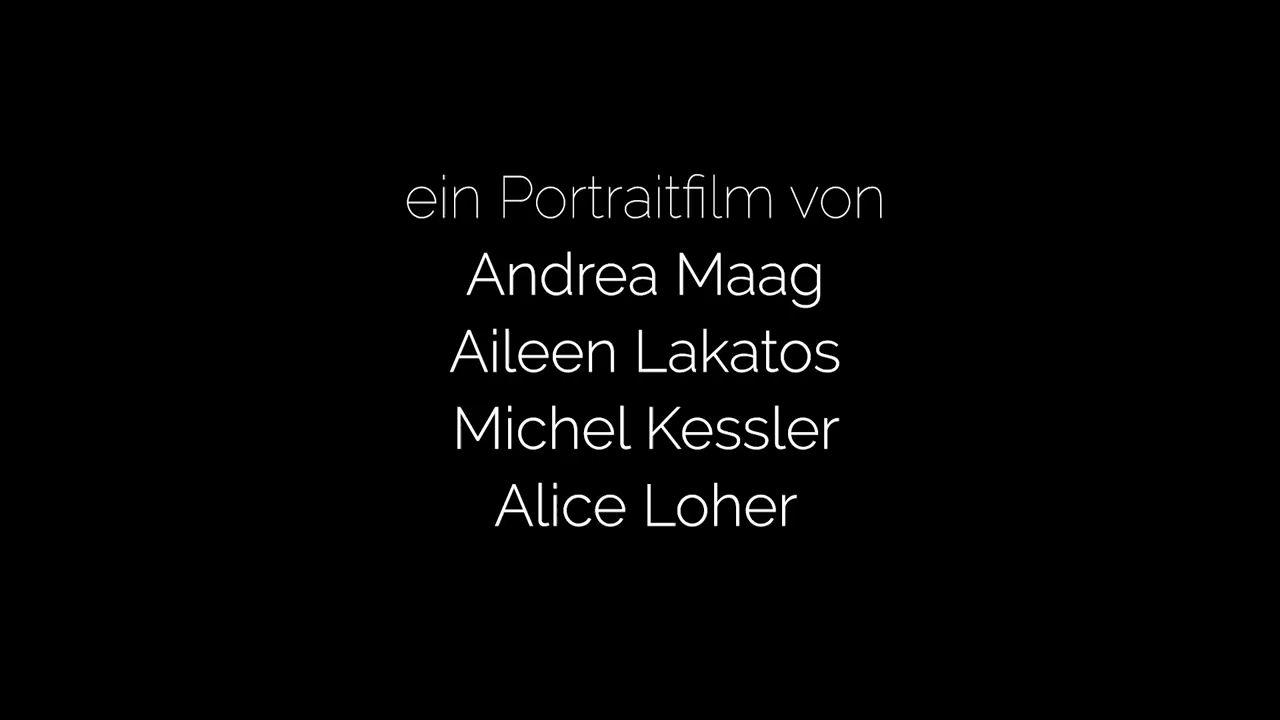 ein Portraitfilm von
Andrea Maag
Aileen Lakatos
Michel Kessler
Alice Loher